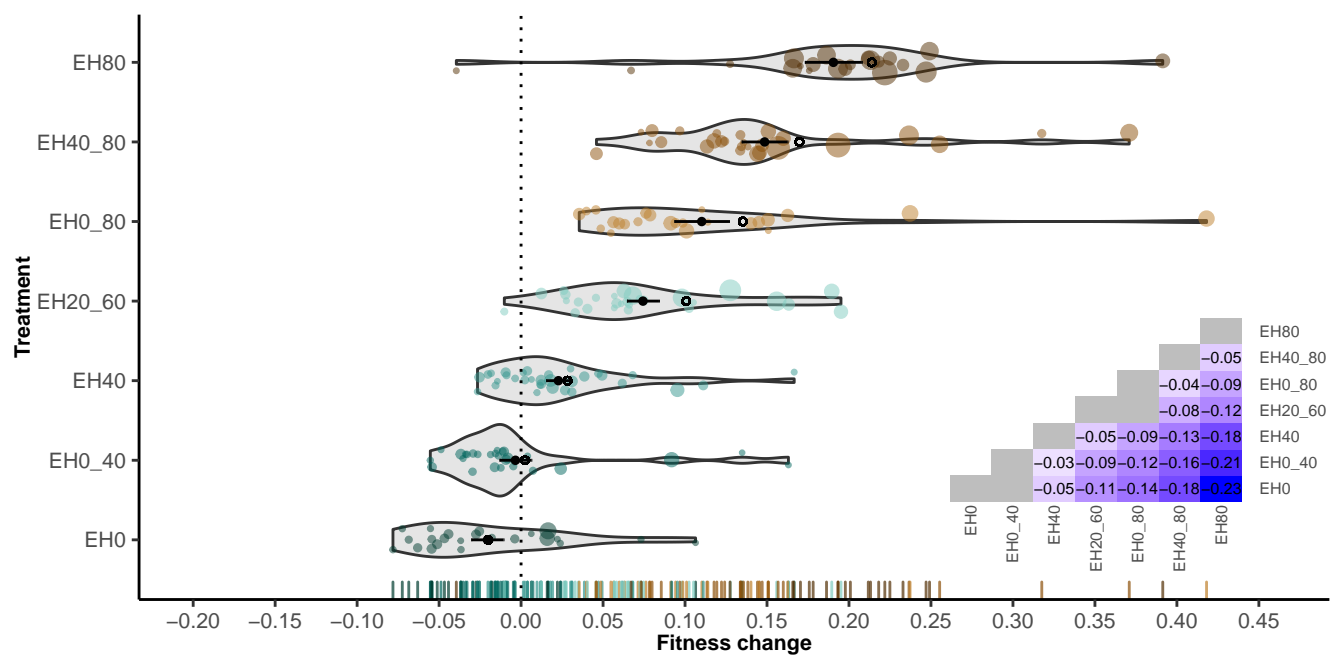 EH80
EH40_80
EH0_80
EH20_60
EH40
EH0_40
EH0
Treatment
−0.20
−0.15
−0.10
−0.05
0.00
0.05
0.10
0.15
0.20
0.25
0.30
0.35
0.40
0.45
Fitness change
EH80
−0.05 EH40_80
−0.04 −0.09 EH0_80
−0.08 −0.12 EH20_60
−0.05 −0.09 −0.13 −0.18 EH40
−0.03 −0.09 −0.12 −0.16 −0.21 EH0_40
−0.05 −0.11 −0.14 −0.18 −0.23 EH0
EH0
EH0_40
EH40
EH20_60
EH0_80
EH40_80
EH80